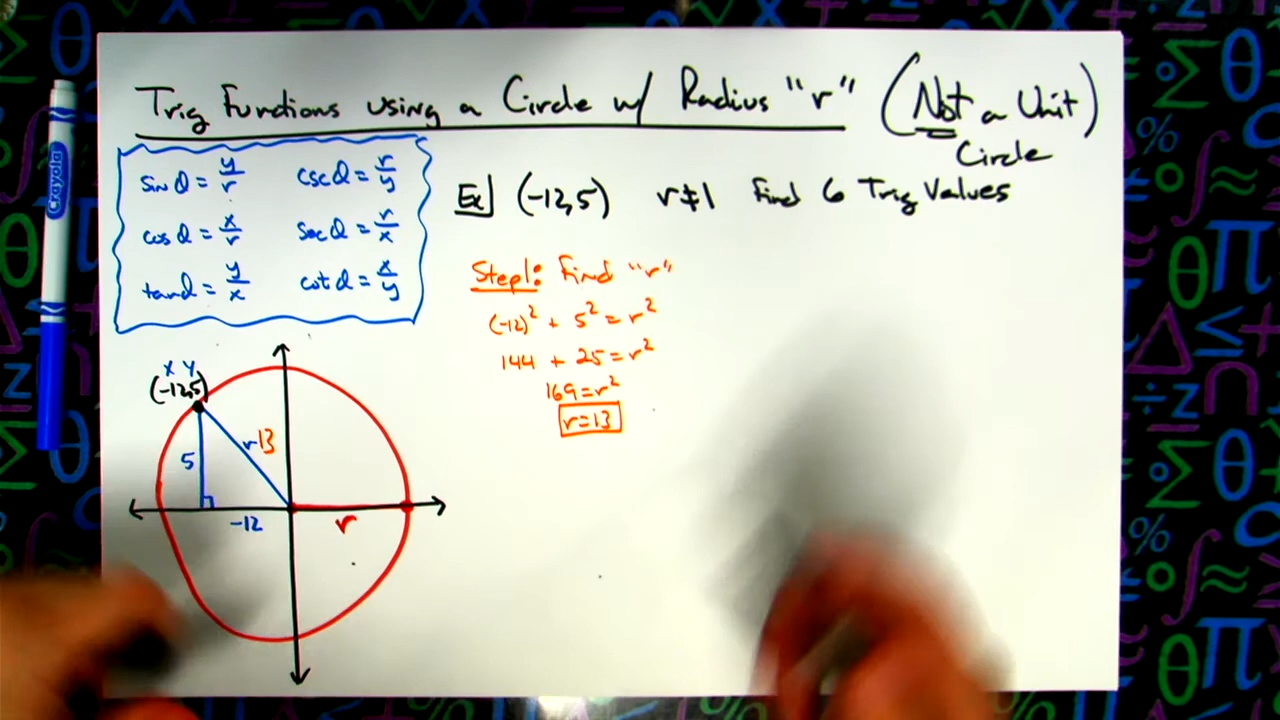 Trig Functions using a Circle w/ Radius "r" (Not a Unit)
Circle
sin θ = y/r csc θ = r/y
cos θ = x/r sec θ = r/x
tan θ = y/x cot θ = x/y
Ex] (-12,5) r≠1 Find 6 Trig Values
Step 1: Find "r"
(-12)² + 5² = r²
144 + 25 = r²
169 = r²
r = 13
x y
(-12,5)
r 13
5
-12
r
Crayola